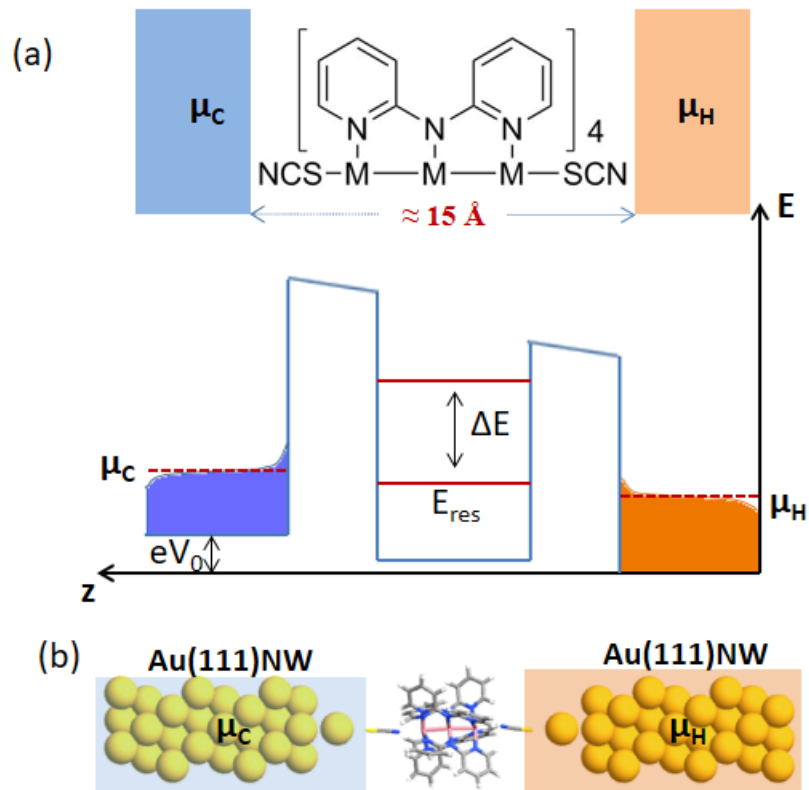 (a)
μC
μH
N
N
N
4
NCS
M
M
M
SCN
≈ 15 Å
E
ΔE
μC
Eres
μH
eV0
z
(b)
Au(111)NW
Au(111)NW
μC
μH